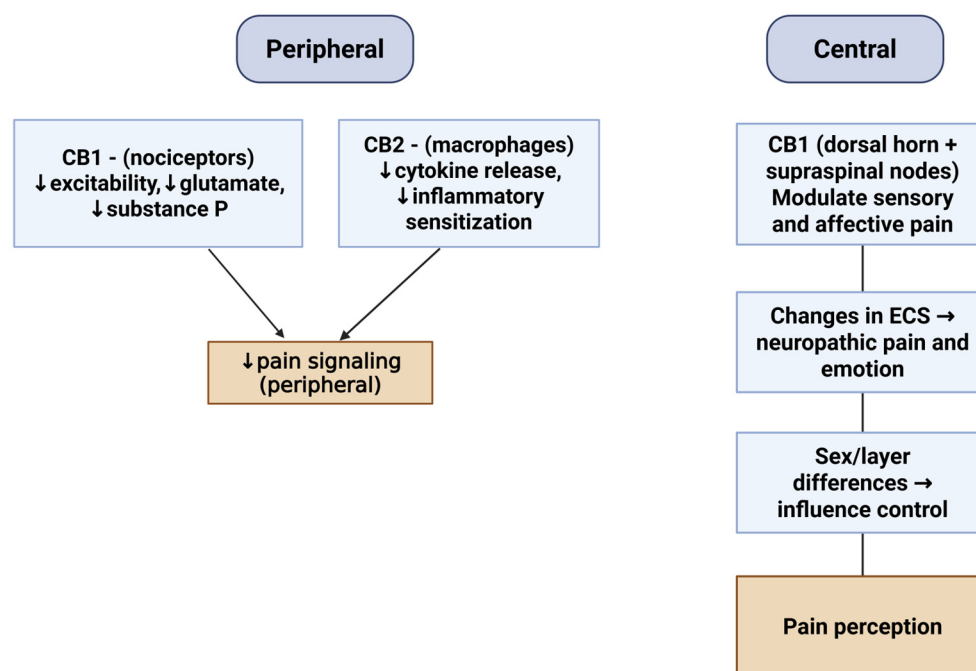 Peripheral
CB1 - (nociceptors)
↓excitability,↓glutamate,
↓substance P
CB2 - (macrophages)
↓cytokine release,
↓inflammatory
sensitization
↓pain signaling
(peripheral)
Central
CB1 (dorsal horn +
supraspinal nodes)
Modulate sensory
and affective pain
Changes in ECS →
neuropathic pain and
emotion
Sex/layer
differences →
influence control
Pain perception